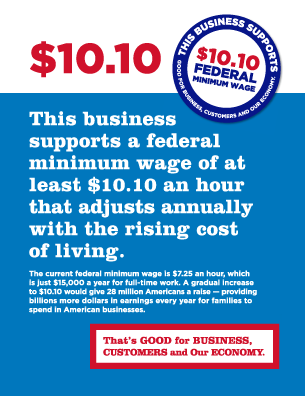 $10.10
THIS BUSINESS SUPPORTS
$10.10
FEDERAL
MINIMUM WAGE
GOOD FOR BUSINESS, CUSTOMERS AND OUR ECONOMY.
This business
supports a federal
minimum wage of at
least $10.10 an hour
that adjusts annually
with the rising cost
of living.
The current federal minimum wage is $7.25 an hour, which
is just $15,000 a year for full-time work. A gradual increase
to $10.10 would give 28 million Americans a raise — providing
billions more dollars in earnings every year for families to
spend in American businesses.
That's GOOD for BUSINESS,
CUSTOMERS and Our ECONOMY.